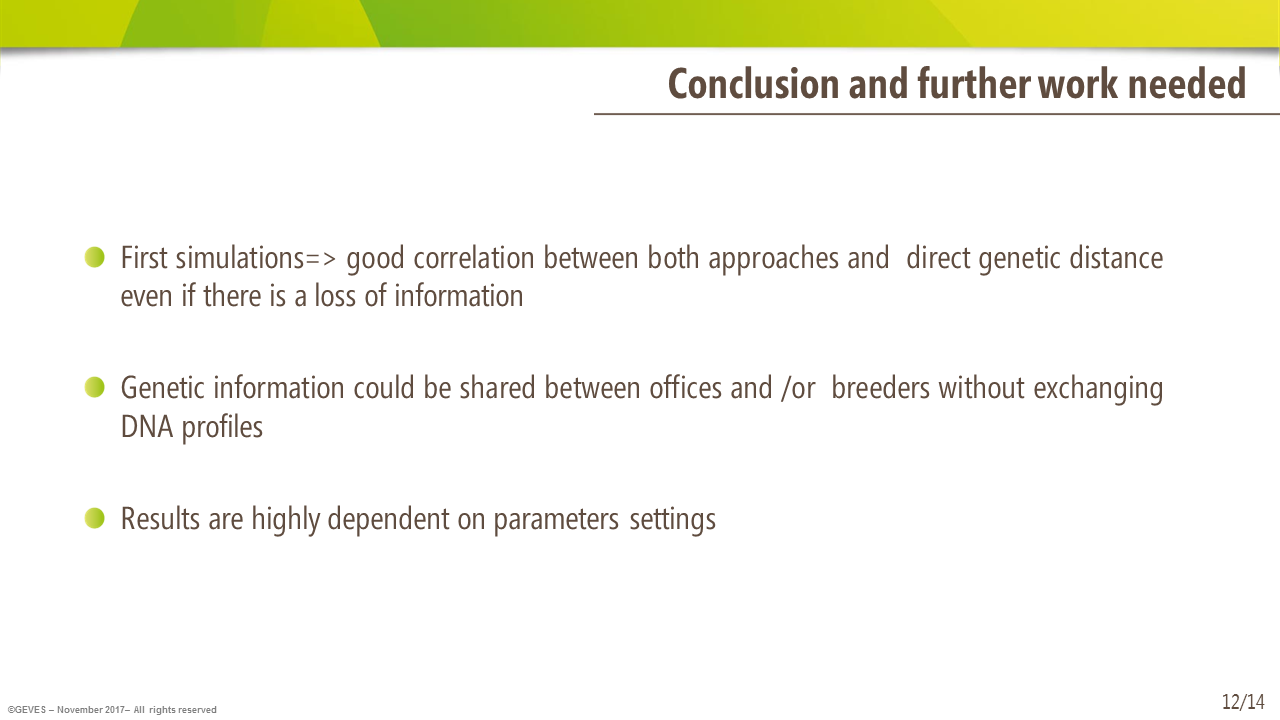 Conclusion and further work needed
First simulations=> good correlation between both approaches and  direct genetic distance
even if there is a loss of information
Genetic information could be shared between offices and /or  breeders without exchanging
DNA profiles
Results are highly dependent on parameters settings
©GEVES – November 2017– All rights reserved
12/14